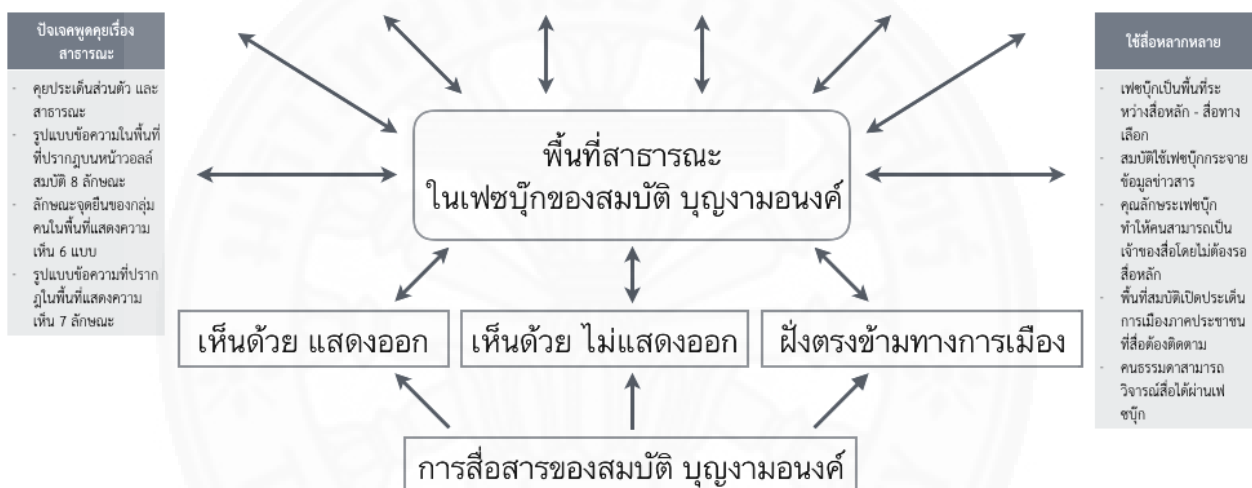 ปัจเจคพูดคุยเรื่อง
สาธารณะ
- คุยประเด็นส่วนตัว และ
สาธารณะ
- รูปแบบข้อความในพื้นที่
ที่ปรากฎบนหน้าวอลล์
สมบัติ 8 ลักษณะ
- ลักษณะจุดยืนของกลุ่ม
คนในพื้นที่แสดงความ
เห็น 6 แบบ
- รูปแบบข้อความที่ปราก
ฎในพื้นที่แสดงความ
เห็น 7 ลักษณะ
พื้นที่สาธารณะ
ในเฟซบุ๊กของสมบัติ บุญงามอนงค์
ใช้สื่อหลากหลาย
- เฟซบุ๊กเป็นพื้นที่ระ
หว่างสื่อหลัก - สื่อทาง
เลือก
- สมบัติใช้เฟซบุ๊กกระจาย
ข้อมูลข่าวสาร
- คุณลักษระเฟซบุ๊ก
ทำให้คนสามารถเป็น
เจ้าของสื่อโดยไม่ต้องรอ
สื่อหลัก
- พื้นที่สมบัติเปิดประเด็น
การเมืองภาคประชาชน
ที่สื่อต้องติดตาม
- คนธรรมดาสามารถ
วิจารณ์สื่อได้ผ่านเฟ
ซบุ๊ก
เห็นด้วย แสดงออก
เห็นด้วย ไม่แสดงออก
ฝั่งตรงข้ามทางการเมือง
การสื่อสารของสมบัติ บุญงามอนงค์